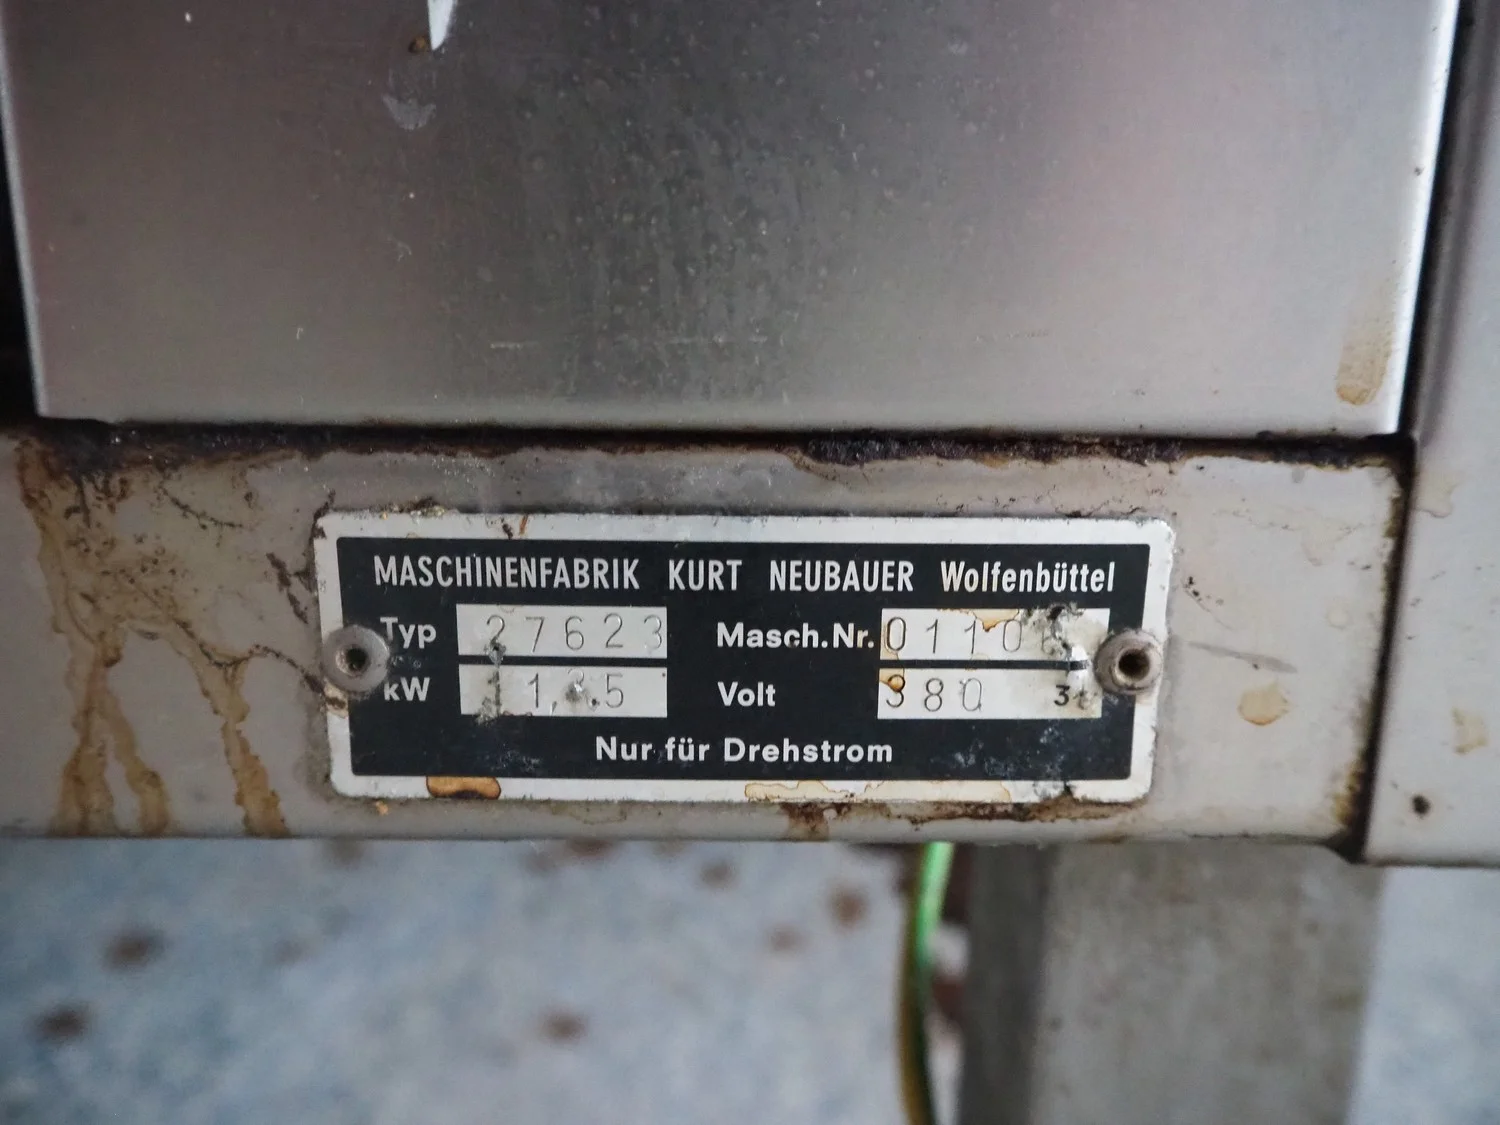 MASCHINENFABRIK KURT NEUBAUER Wolfenbüttel
Typ 27623 Masch.Nr.
kW Volt 380
Nur für Drehstrom